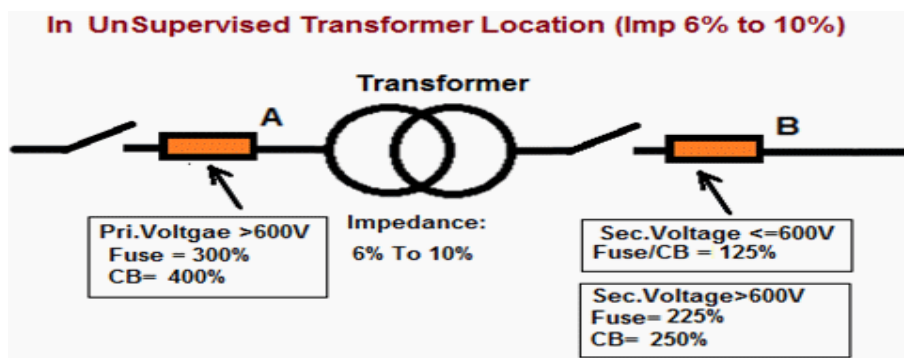 In UnSupervised Transformer Location (Imp 6% to 10%)
Transformer
A
B
Pri.Voltgae >600V
Fuse = 300%
CB= 400%
Impedance:
6% To 10%
Sec.Voltage <=600V
Fuse/CB = 125%
Sec.Voltage>600V
Fuse= 225%
CB= 250%